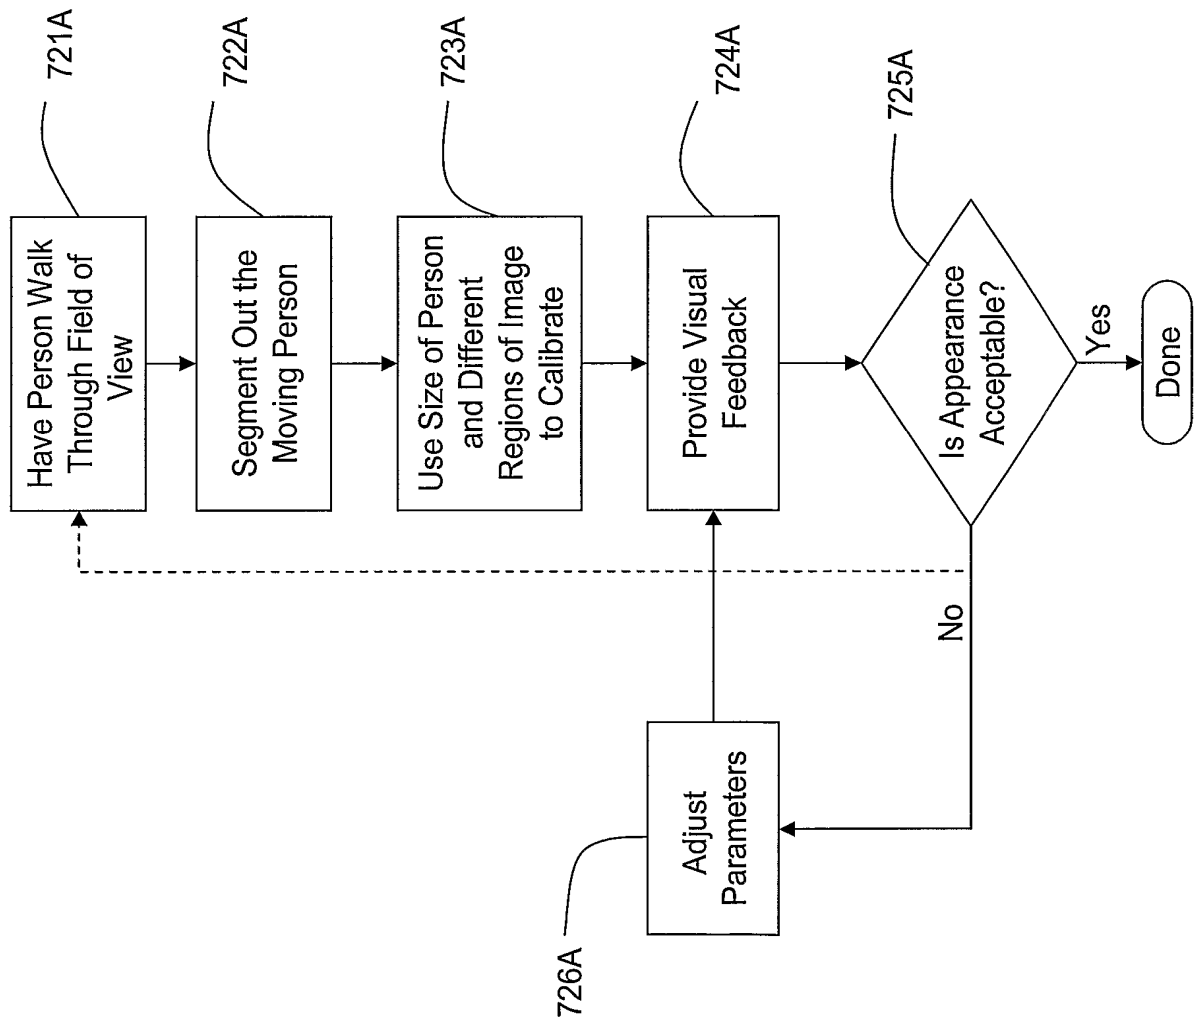 721A
Have Person Walk
Through Field of
View
722A
Segment Out the
Moving Person
723A
Use Size of Person
and Different
Regions of Image
to Calibrate
724A
Provide Visual
Feedback
725A
Is Appearance
Acceptable?
Yes
Done
No
726A
Adjust
Parameters